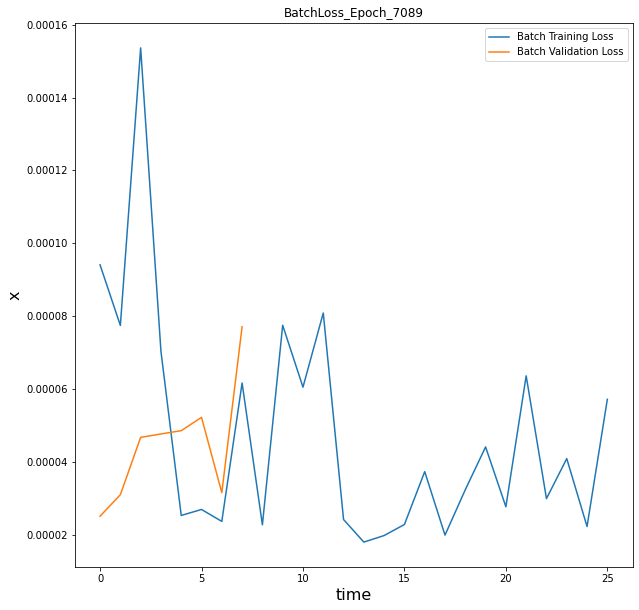 BatchLoss_Epoch_7089
Batch Training Loss
Batch Validation Loss
0.00016
0.00014
0.00012
0.00010
0.00008
0.00006
0.00004
0.00002
x
0 5 10 15 20 25
time